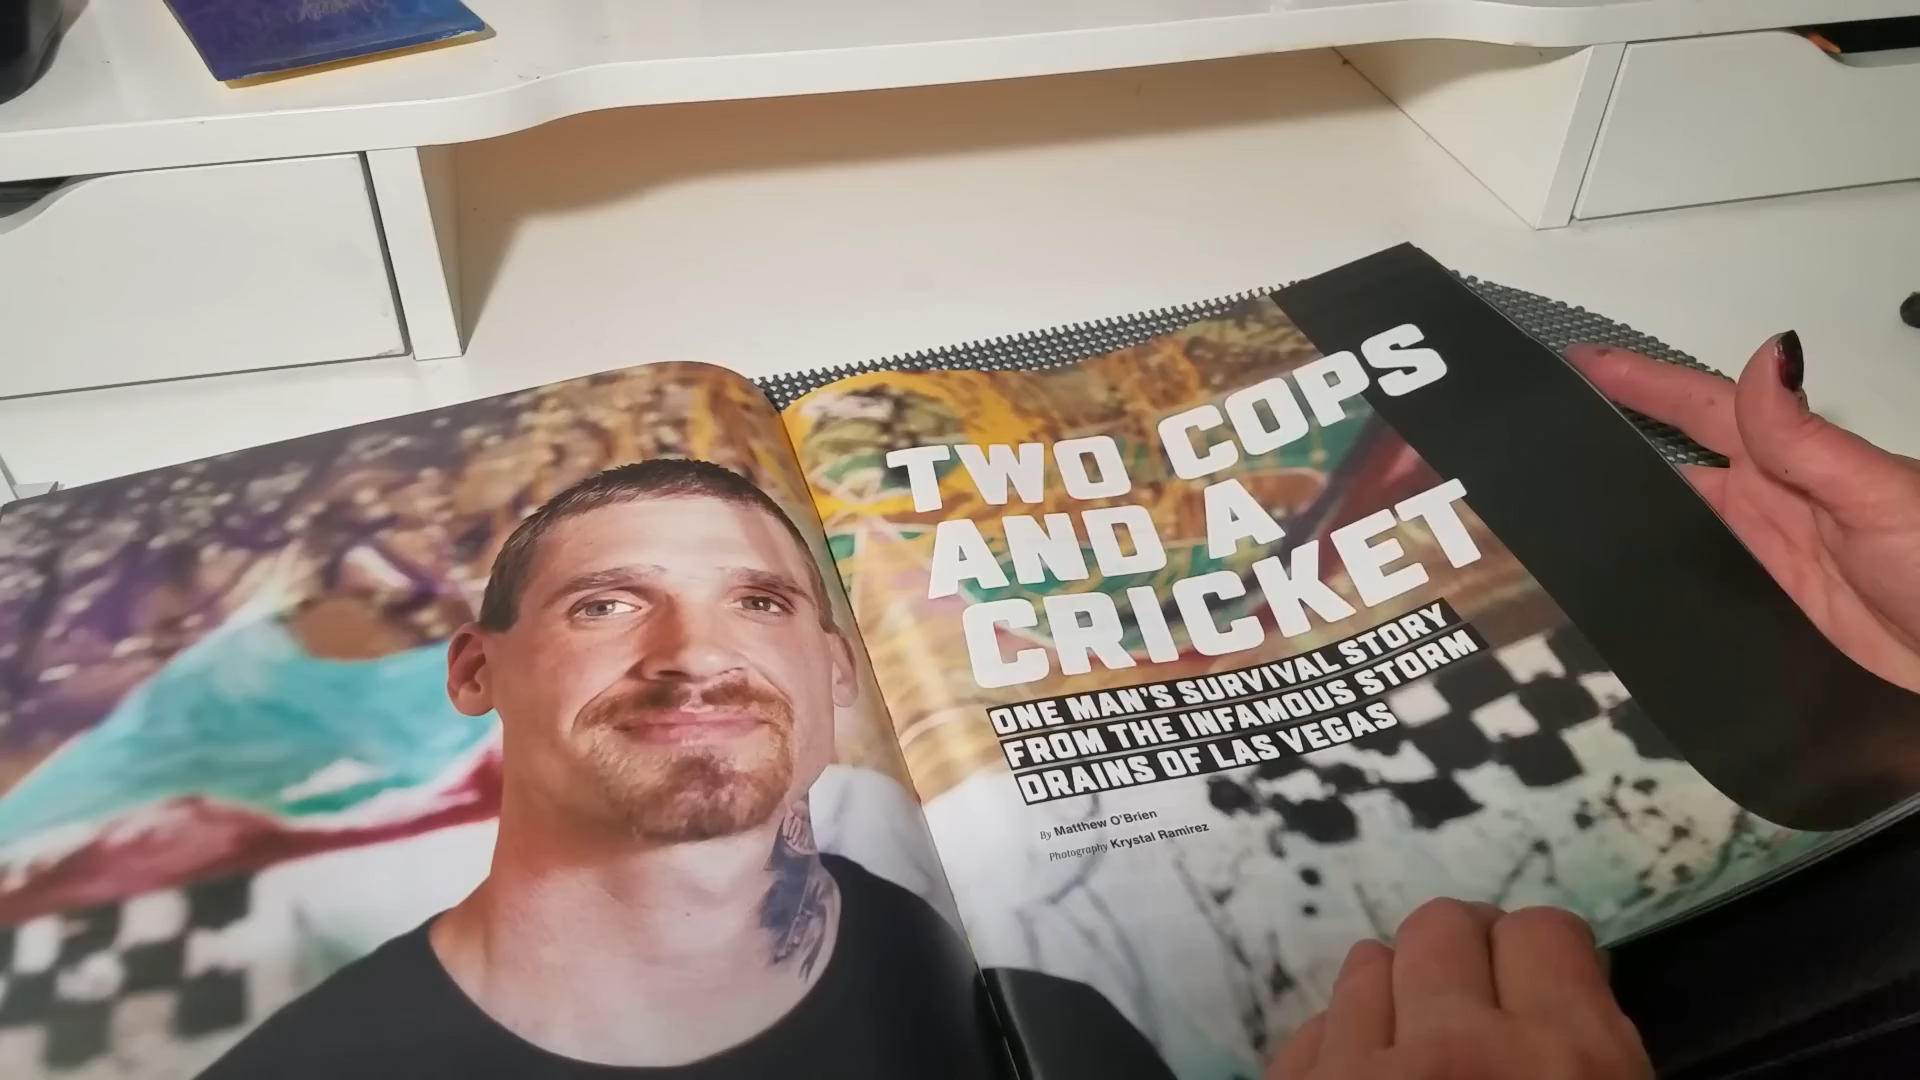 TWO COPS
AND A
CRICKET
ONE MAN'S SURVIVAL STORY
FROM THE INFAMOUS STORM
DRAINS OF LAS VEGAS
By Matthew O'Brien
Photography Krystal Ramirez